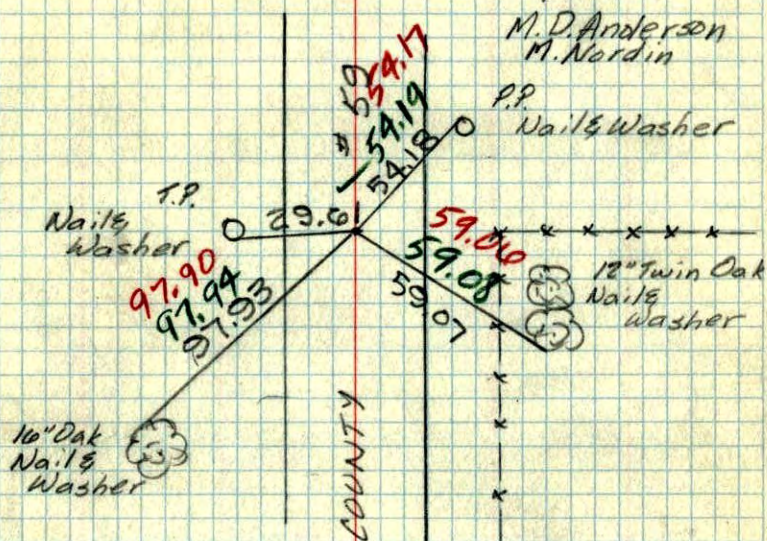 M.D. Anderson
M. Nordin
# 59
54.17
54.19
54.18
P.P.
Nail & Washer
T.P.
Nail &
Washer
29.61
59.06
59.08
59.07
12" Twin Oak
Nail &
Washer
97.90
97.94
97.93
16" Oak
Nail &
Washer
COUNTY